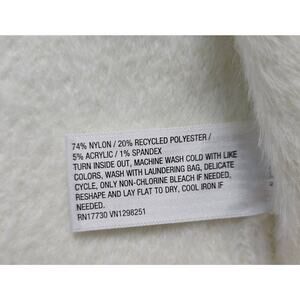 74% NYLON / 20% RECYCLED POLYESTER /
5% ACRYLIC / 1% SPANDEX
TURN INSIDE OUT, MACHINE WASH COLD WITH LIKE
COLORS, WASH WITH LAUNDERING BAG, DELICATE
CYCLE, ONLY NON-CHLORINE BLEACH IF NEEDED,
RESHAPE AND LAY FLAT TO DRY, COOL IRON IF
NEEDED.
RN17730 VN1298251